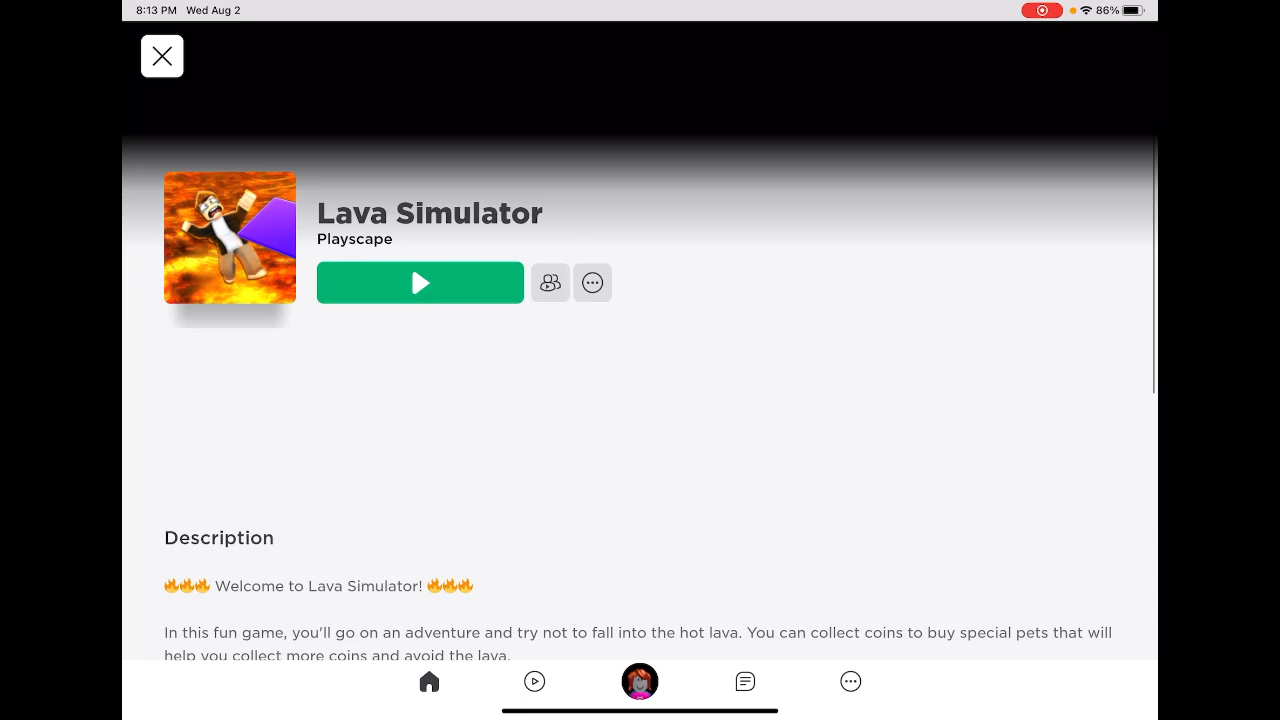 8:13 PM Wed Aug 2
86%
Lava Simulator
Playscape
Description
🔥🔥🔥 Welcome to Lava Simulator! 🔥🔥🔥
In this fun game, you'll go on an adventure and try not to fall into the hot lava. You can collect coins to buy special pets that will
help you collect more coins and avoid the lava.